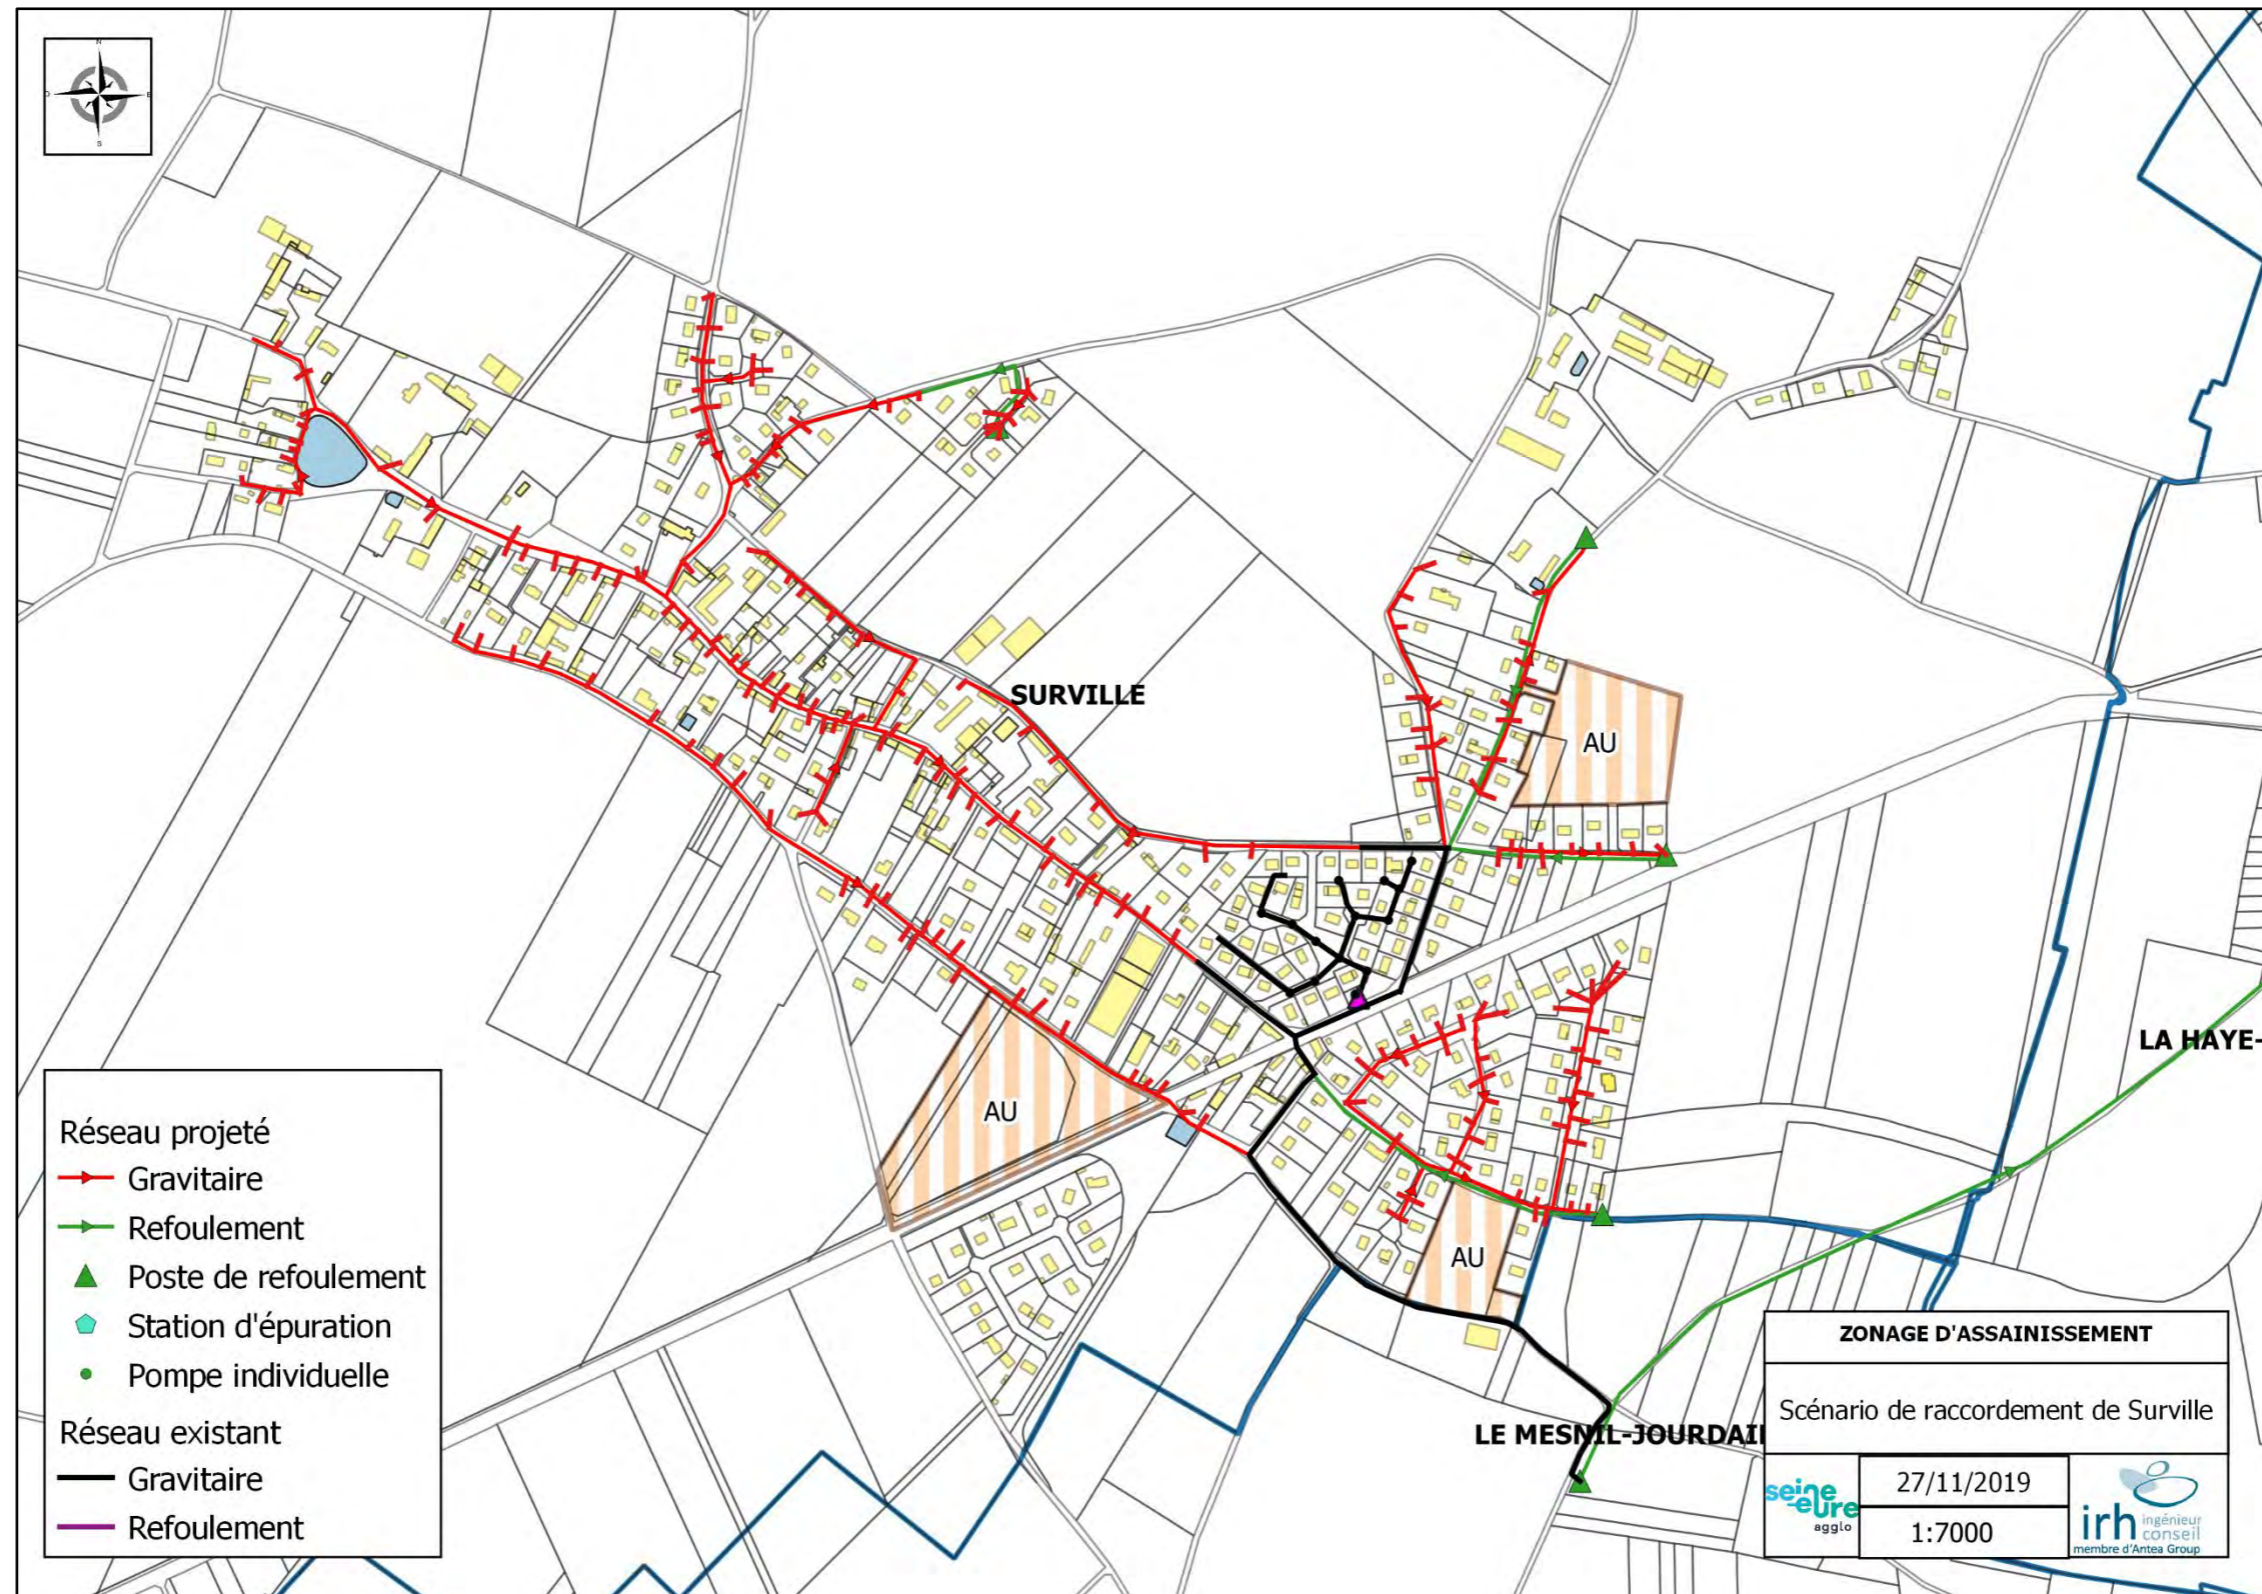 N
O
E
S
SURVILLE
AU
AU
AU
LA HAYE-
LE MESNIL-JOURDAI
Réseau projeté
Gravitaire
Refoulement
Poste de refoulement
Station d'épuration
Pompe individuelle
Réseau existant
Gravitaire
Refoulement
ZONAGE D'ASSAINISSEMENT
Scénario de raccordement de Surville
seine
eure
agglo
27/11/2019
1:7000
irh ingénieur
conseil
membre d'Antea Group